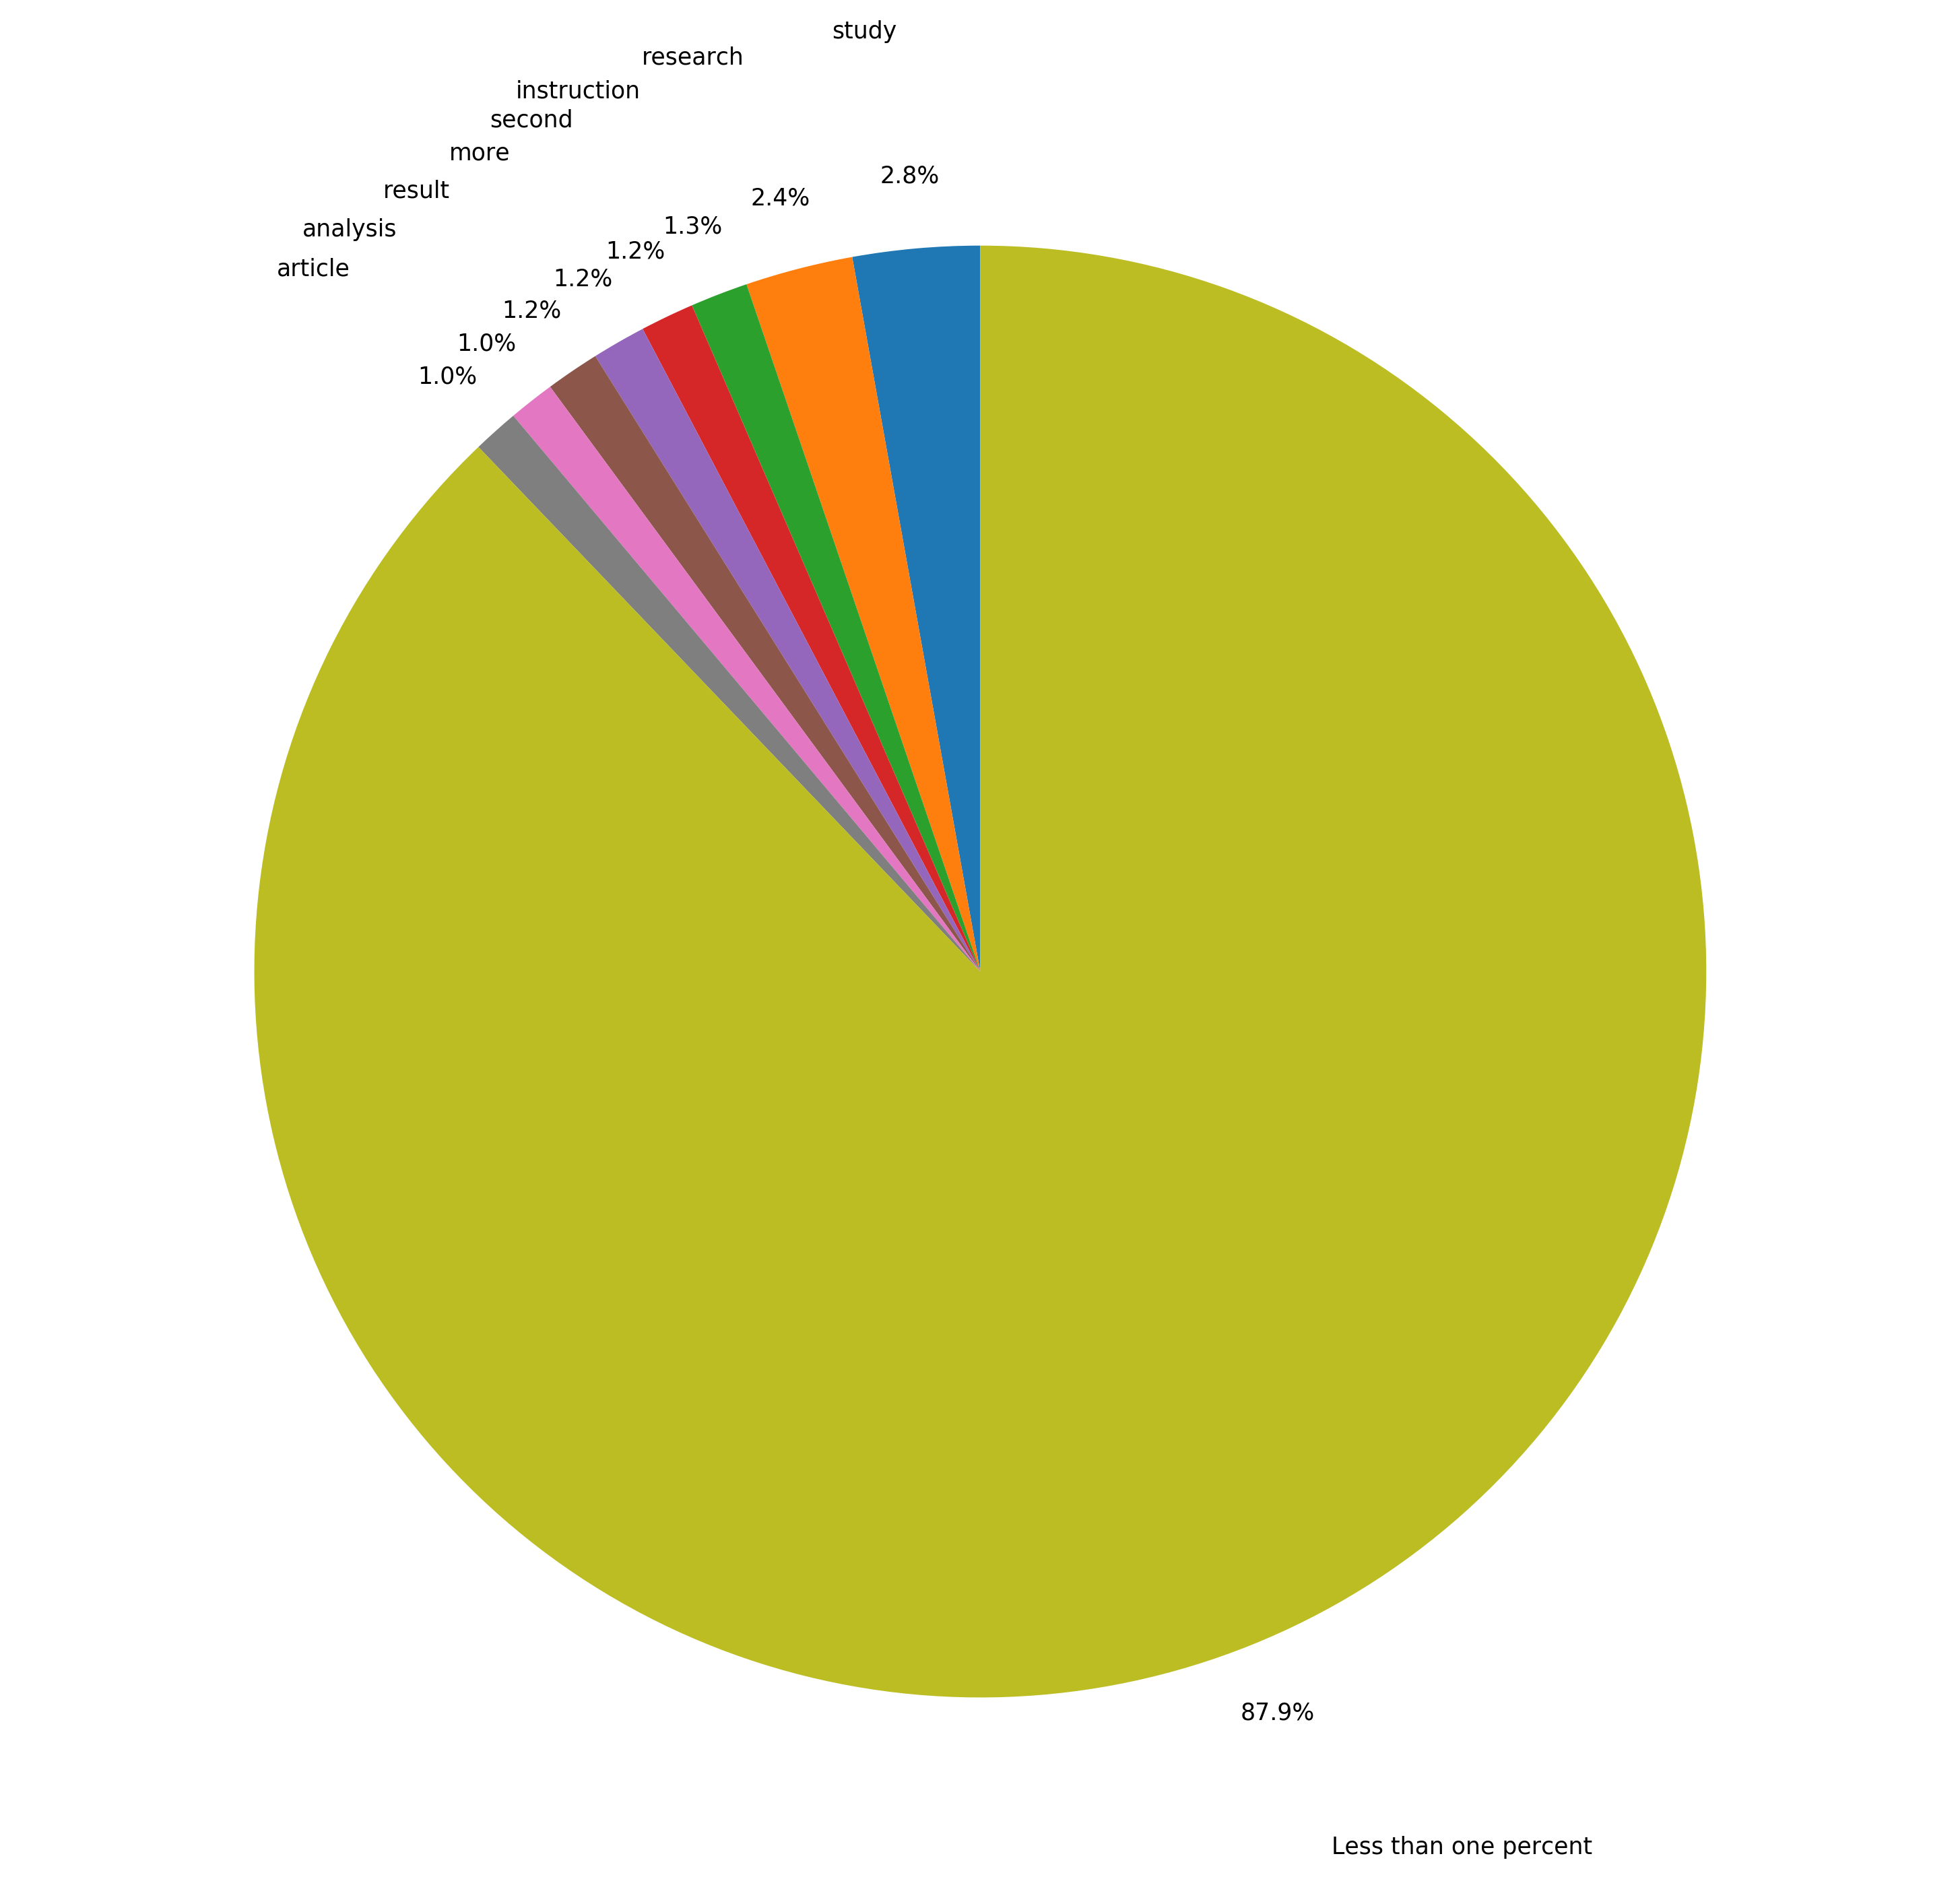 study
research
instruction
second
more
result
analysis
article
2.8%
2.4%
1.3%
1.2%
1.2%
1.2%
1.0%
1.0%
87.9%
Less than one percent